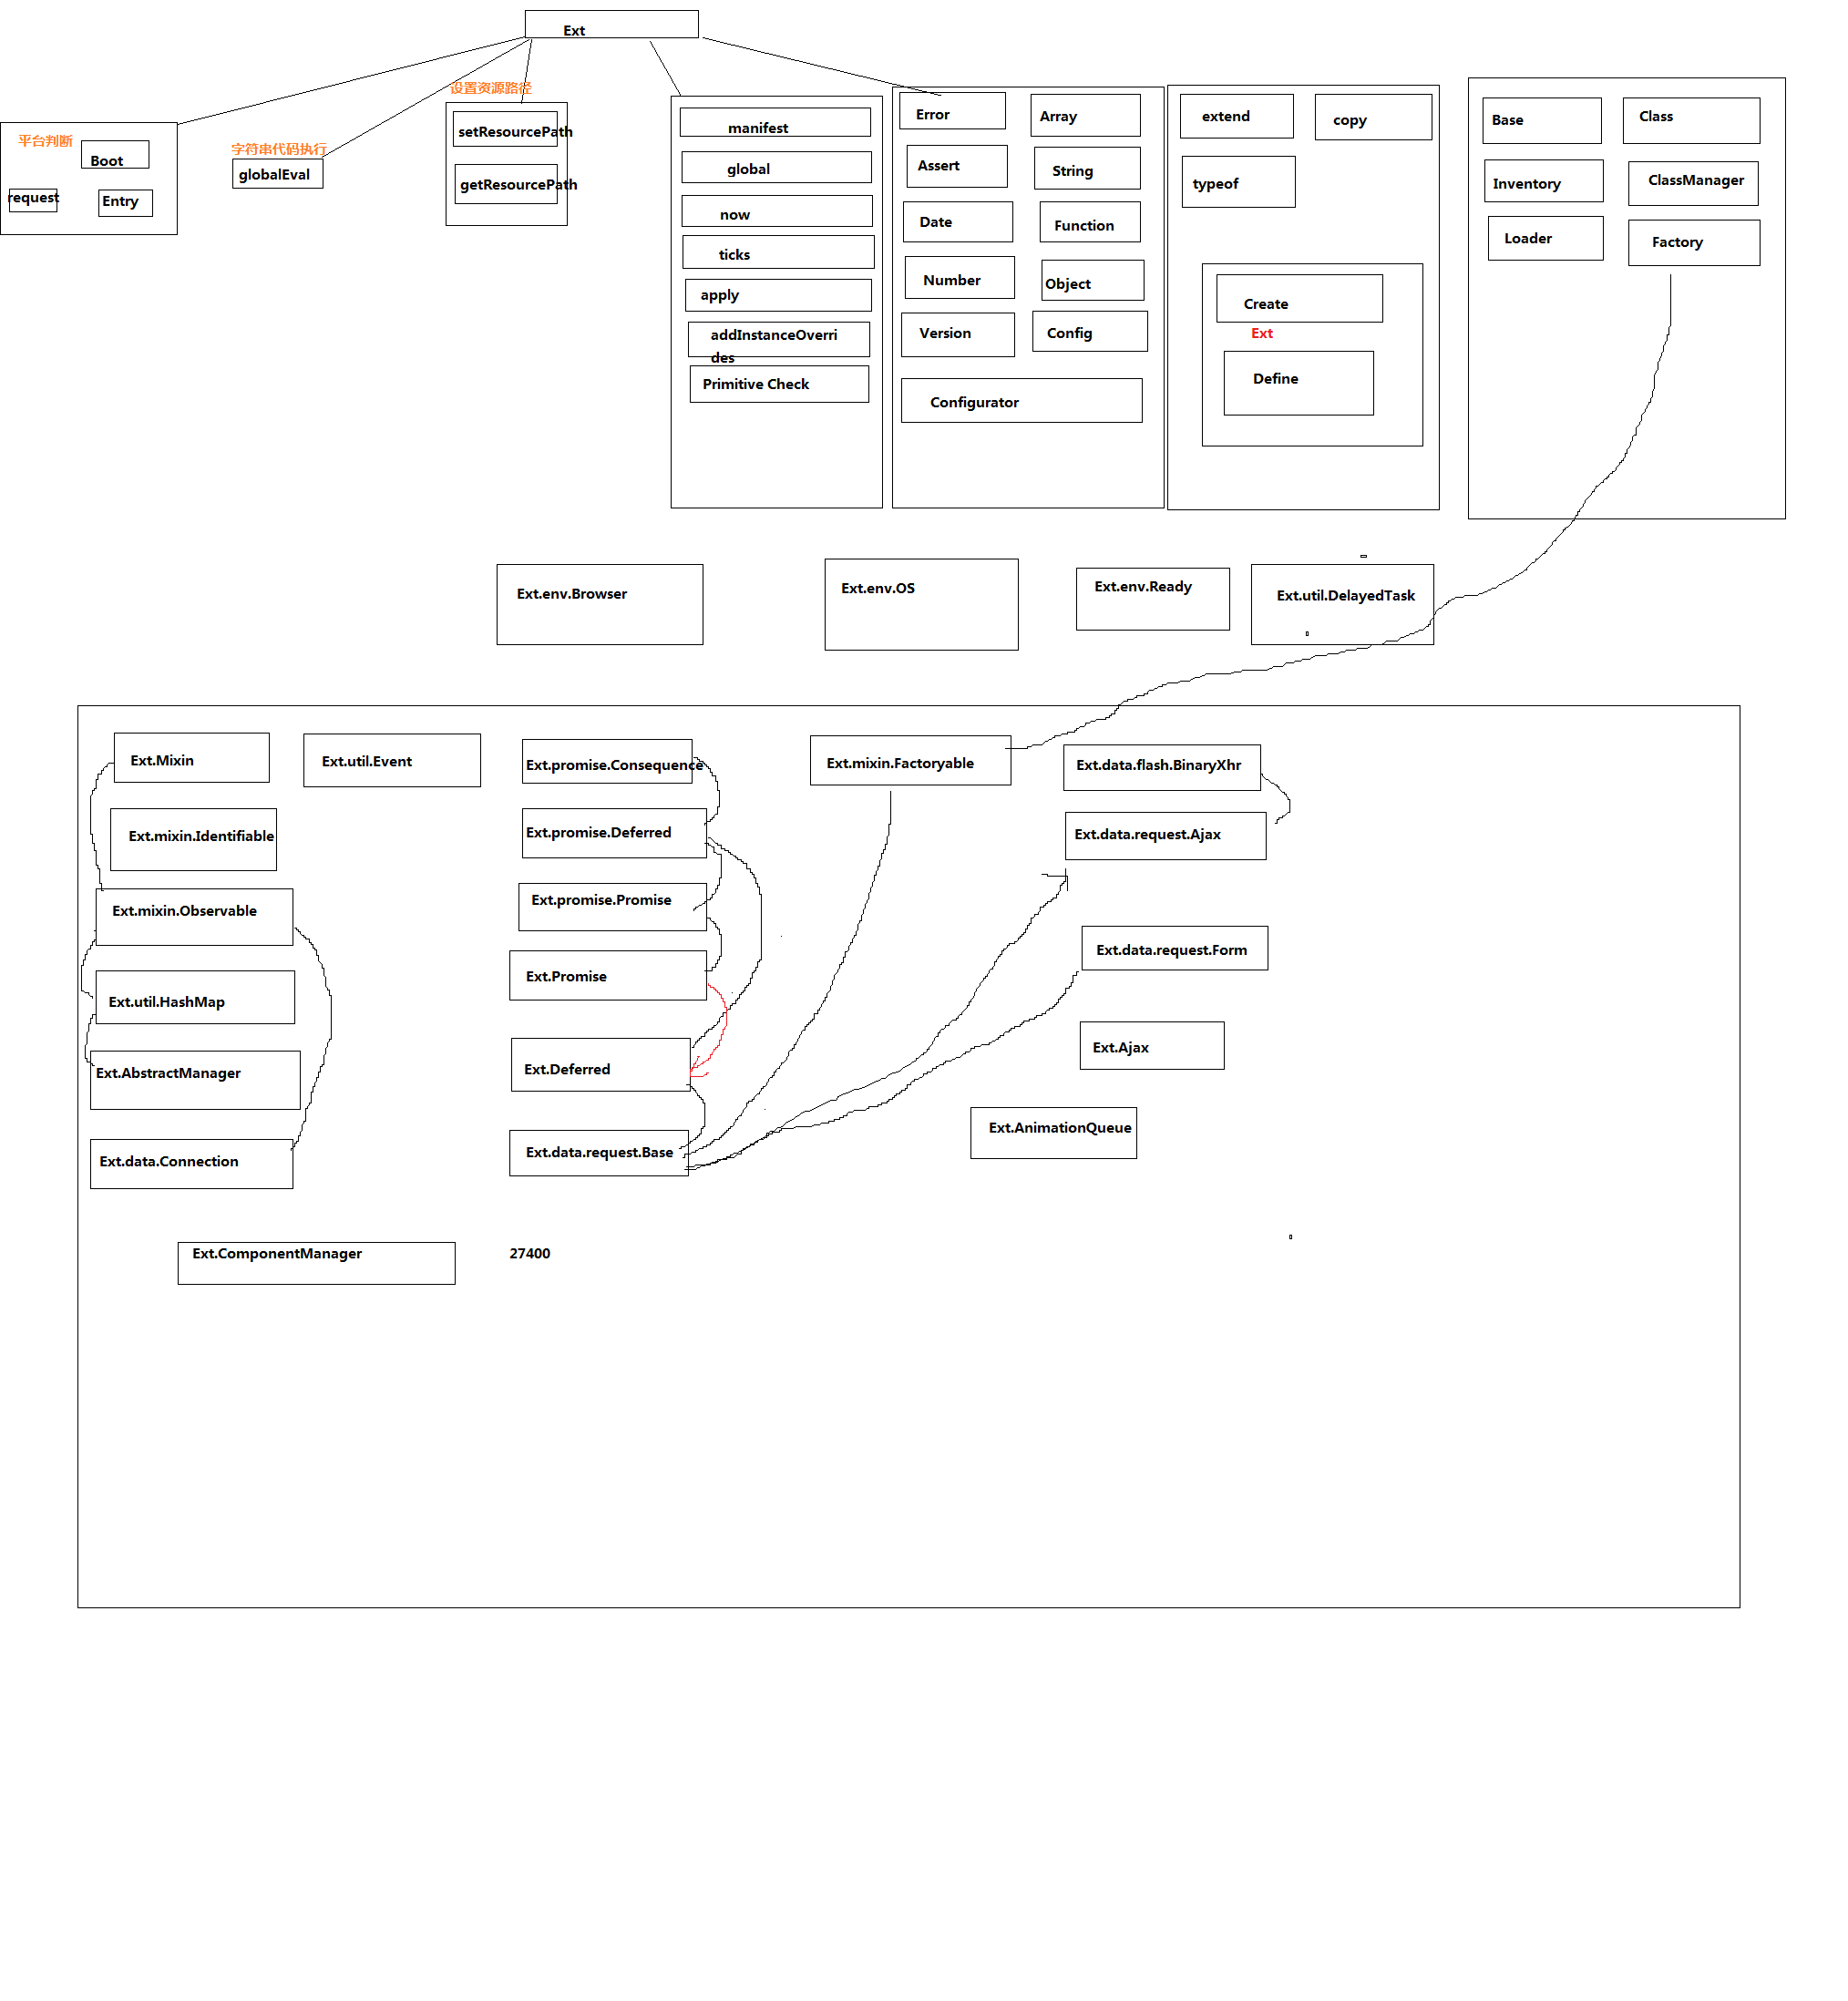 Ext
平台判断
Boot
request
Entry
字符串代码执行
globalEval
设置资源路径
setResourcePath
getResourcePath
manifest
global
now
ticks
apply
addInstanceOverri
des
Primitive Check
Error
Array
Assert
String
Date
Function
Number
Object
Version
Config
Configurator
extend
copy
typeof
Create
Ext
Define
Base
Class
Inventory
ClassManager
Loader
Factory
Ext.env.Browser
Ext.env.OS
Ext.env.Ready
Ext.util.DelayedTask
Ext.Mixin
Ext.util.Event
Ext.mixin.Identifiable
Ext.mixin.Observable
Ext.util.HashMap
Ext.AbstractManager
Ext.data.Connection
Ext.ComponentManager
Ext.promise.Consequence
Ext.promise.Deferred
Ext.promise.Promise
Ext.Promise
Ext.Deferred
Ext.data.request.Base
27400
Ext.mixin.Factoryable
Ext.data.flash.BinaryXhr
Ext.data.request.Ajax
Ext.data.request.Form
Ext.Ajax
Ext.AnimationQueue